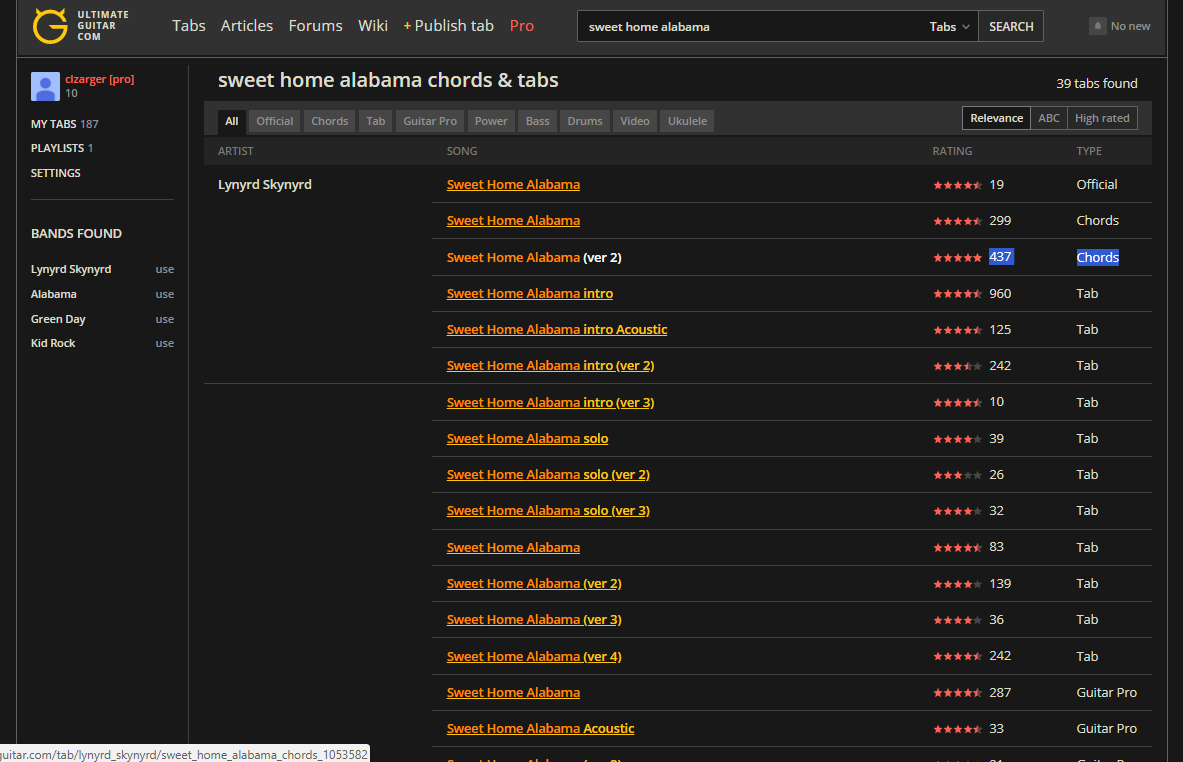 ULTIMATE
GUITAR
COM
Tabs Articles Forums Wiki + Publish tab Pro
sweet home alabama Tabs SEARCH
No new
clzarger [pro]
10
MY TABS 187
PLAYLISTS 1
SETTINGS
BANDS FOUND
Lynyrd Skynyrd use
Alabama use
Green Day use
Kid Rock use
sweet home alabama chords & tabs
39 tabs found
All Official Chords Tab Guitar Pro Power Bass Drums Video Ukulele
Relevance ABC High rated
ARTIST SONG RATING TYPE
Lynyrd Skynyrd Sweet Home Alabama 19 Official
Sweet Home Alabama 299 Chords
Sweet Home Alabama (ver 2) 437 Chords
Sweet Home Alabama intro 960 Tab
Sweet Home Alabama intro Acoustic 125 Tab
Sweet Home Alabama intro (ver 2) 242 Tab
Sweet Home Alabama intro (ver 3) 10 Tab
Sweet Home Alabama solo 39 Tab
Sweet Home Alabama solo (ver 2) 26 Tab
Sweet Home Alabama solo (ver 3) 32 Tab
Sweet Home Alabama 83 Tab
Sweet Home Alabama (ver 2) 139 Tab
Sweet Home Alabama (ver 3) 36 Tab
Sweet Home Alabama (ver 4) 242 Tab
Sweet Home Alabama 287 Guitar Pro
Sweet Home Alabama Acoustic 33 Guitar Pro
guitar.com/tab/lynyrd_skynyrd/sweet_home_alabama_chords_1053582